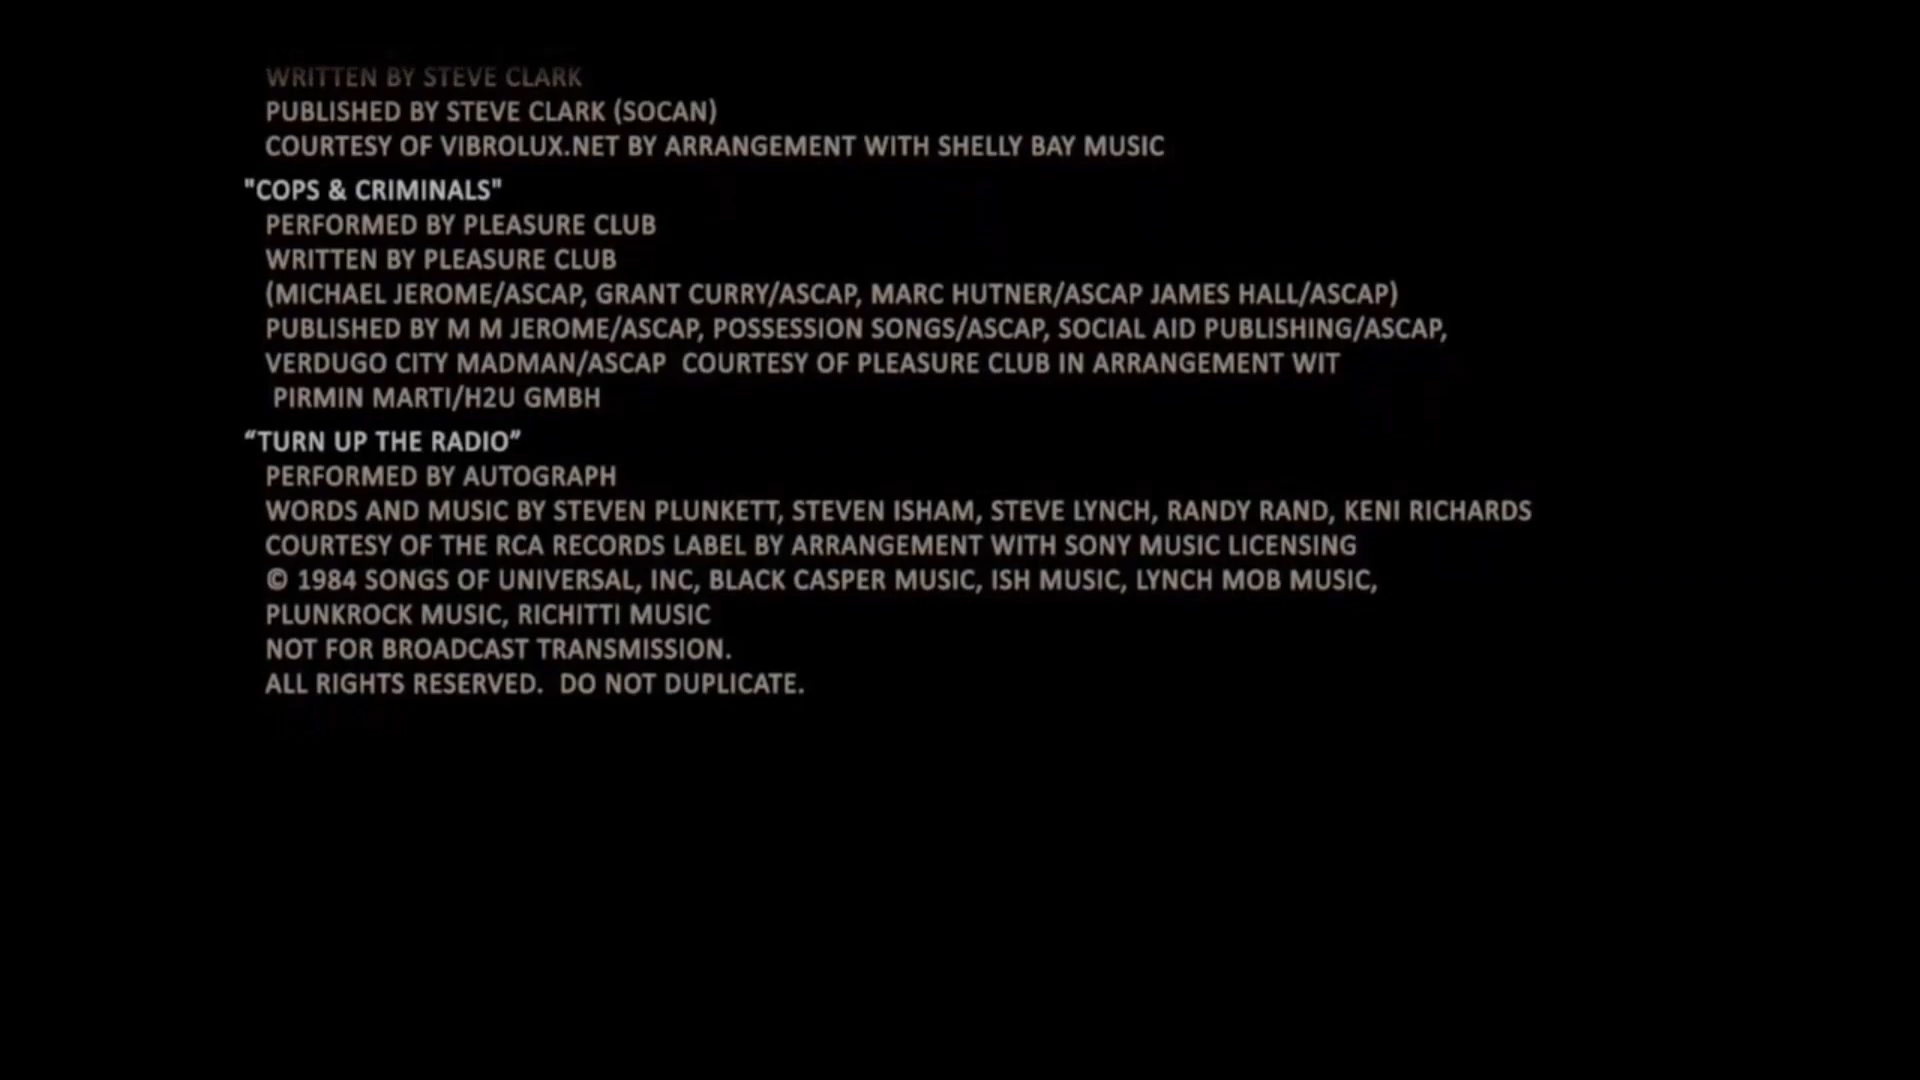 WRITTEN BY STEVE CLARK
PUBLISHED BY STEVE CLARK (SOCAN)
COURTESY OF VIBROLUX.NET BY ARRANGEMENT WITH SHELLY BAY MUSIC
"COPS & CRIMINALS"
PERFORMED BY PLEASURE CLUB
WRITTEN BY PLEASURE CLUB
(MICHAEL JEROME/ASCAP, GRANT CURRY/ASCAP, MARC HUTNER/ASCAP JAMES HALL/ASCAP)
PUBLISHED BY M M JEROME/ASCAP, POSSESSION SONGS/ASCAP, SOCIAL AID PUBLISHING/ASCAP,
VERDUGO CITY MADMAN/ASCAP  COURTESY OF PLEASURE CLUB IN ARRANGEMENT WIT
PIRMIN MARTI/H2U GMBH
“TURN UP THE RADIO”
PERFORMED BY AUTOGRAPH
WORDS AND MUSIC BY STEVEN PLUNKETT, STEVEN ISHAM, STEVE LYNCH, RANDY RAND, KENI RICHARDS
COURTESY OF THE RCA RECORDS LABEL BY ARRANGEMENT WITH SONY MUSIC LICENSING
© 1984 SONGS OF UNIVERSAL, INC, BLACK CASPER MUSIC, ISH MUSIC, LYNCH MOB MUSIC,
PLUNKROCK MUSIC, RICHITTI MUSIC
NOT FOR BROADCAST TRANSMISSION.
ALL RIGHTS RESERVED.  DO NOT DUPLICATE.